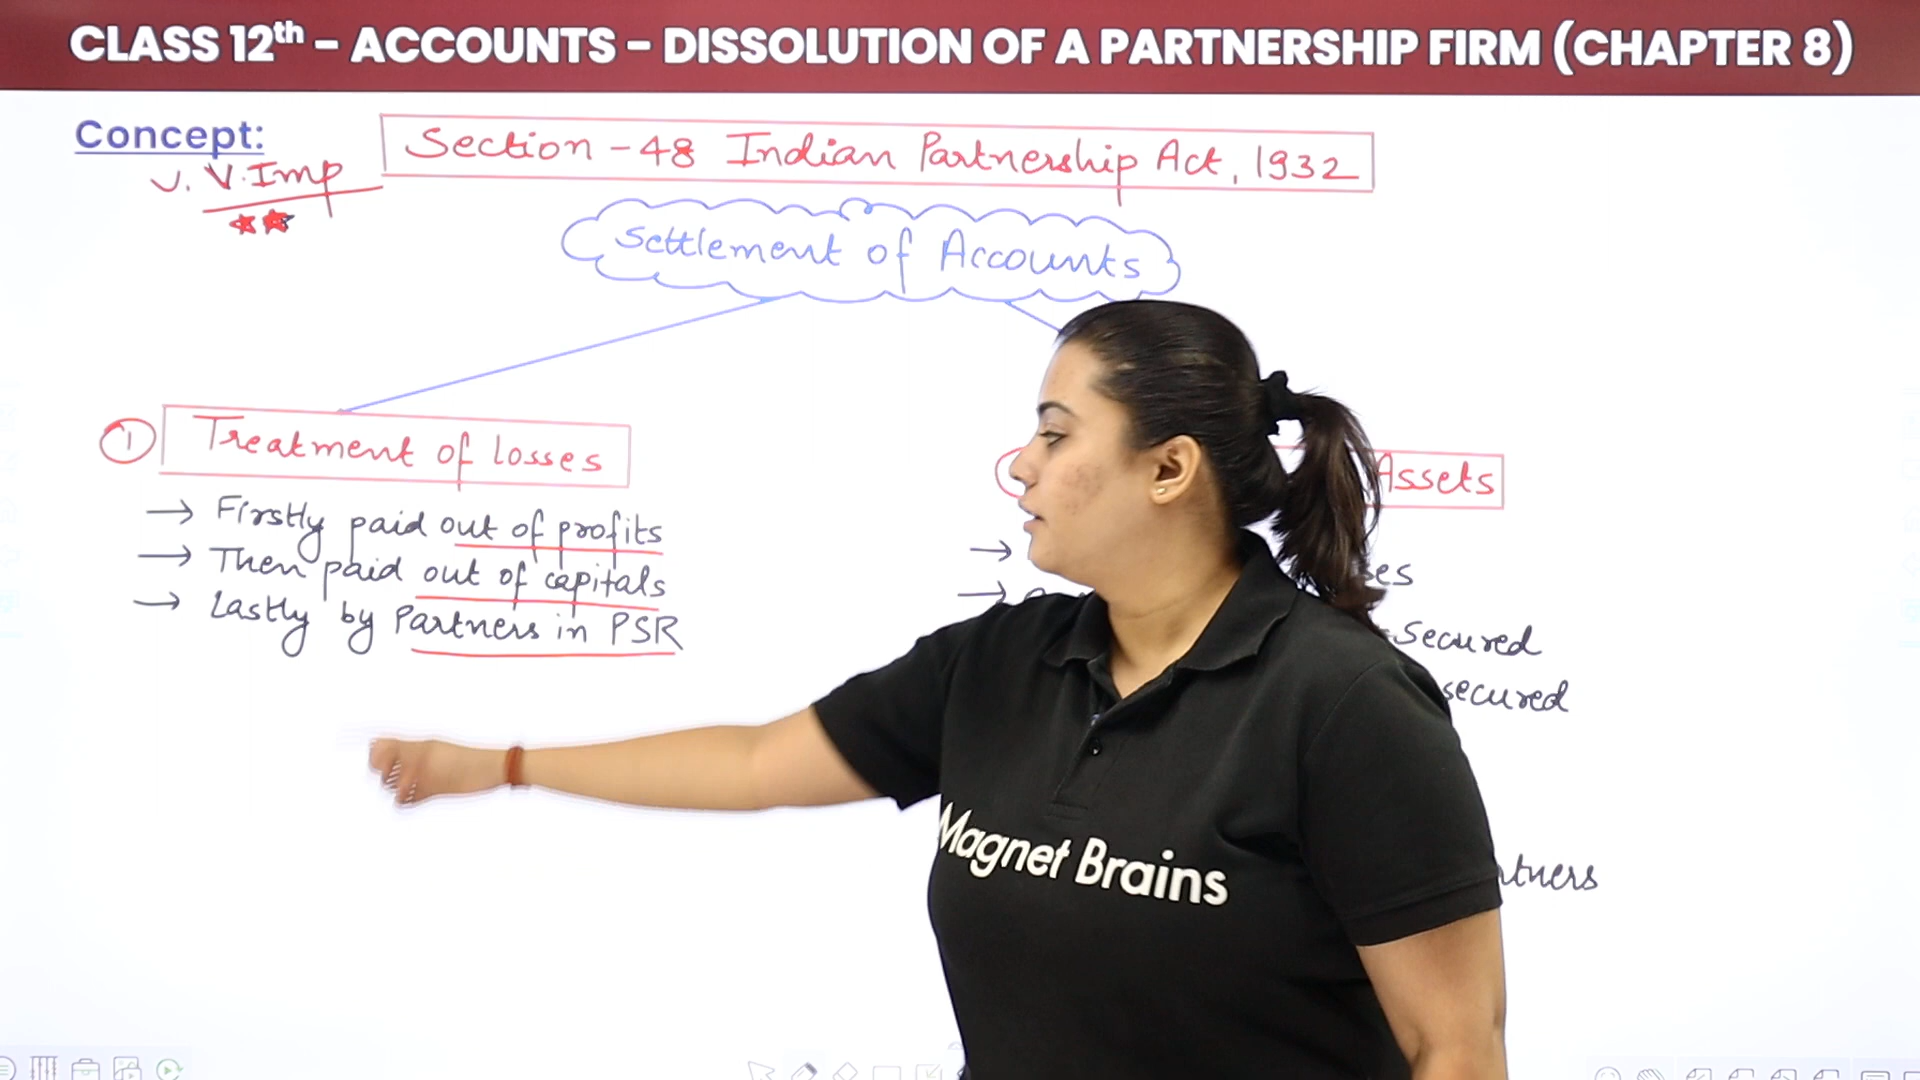 CLASS 12th – ACCOUNTS – DISSOLUTION OF A PARTNERSHIP FIRM (CHAPTER 8)
Concept:
V. V. Imp
Section - 48 Indian Partnership Act, 1932
Settlement of Accounts
1 Treatment of losses
→ Firstly paid out of profits
→ Then paid out of capitals
→ Lastly by Partners in PSR
Assets
Secured
secured
Magnet Brains